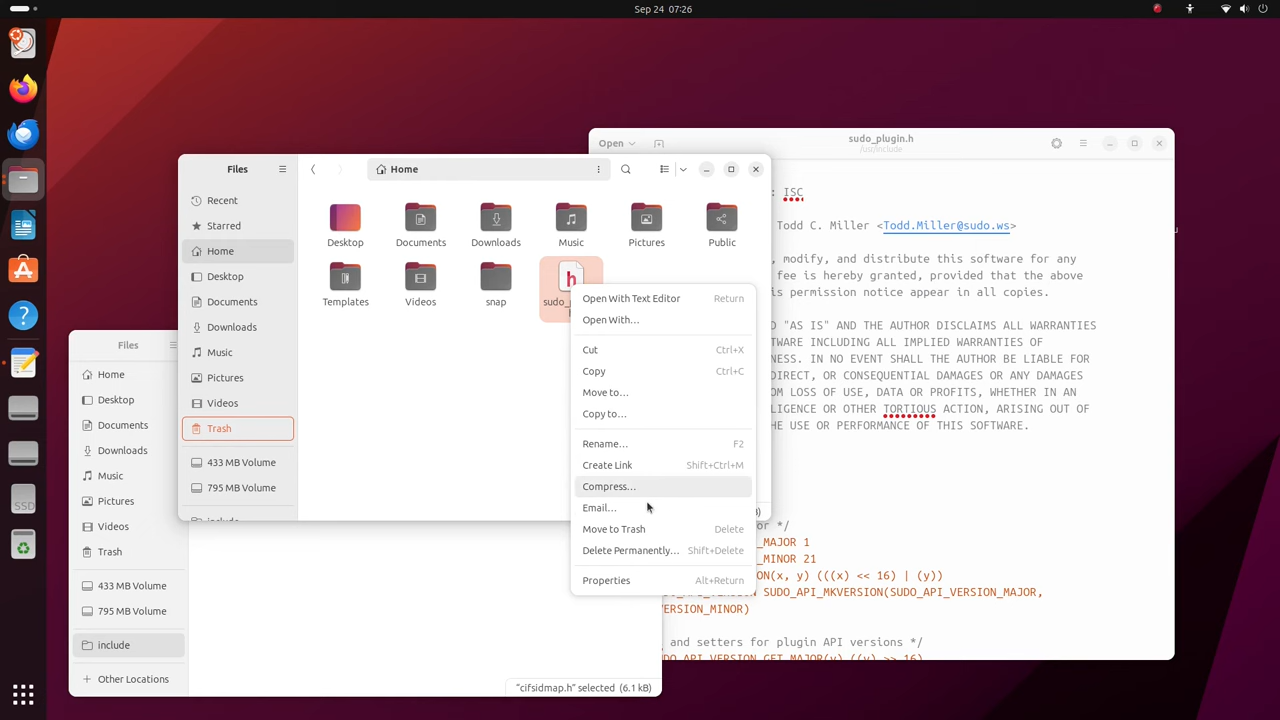 Sep 24 07:26
Open
sudo_plugin.h
/usr/include
Files
Home
Recent
Starred
Home
Desktop
Documents
Downloads
Music
Pictures
Videos
Trash
433 MB Volume
795 MB Volume
Desktop
Documents
Downloads
Music
Pictures
Public
Templates
Videos
snap
Open With Text Editor Return
Open With…
Cut Ctrl+X
Copy Ctrl+C
Move to…
Copy to…
Rename… F2
Create Link Shift+Ctrl+M
Compress…
Email…
Move to Trash Delete
Delete Permanently… Shift+Delete
Properties Alt+Return
: ISC
Todd C. Miller <Todd.Miller@sudo.ws>
, modify, and distribute this software for any
fee is hereby granted, provided that the above
is permission notice appear in all copies.
D "AS IS" AND THE AUTHOR DISCLAIMS ALL WARRANTIES
TWARE INCLUDING ALL IMPLIED WARRANTIES OF
NESS. IN NO EVENT SHALL THE AUTHOR BE LIABLE FOR
DIRECT, OR CONSEQUENTIAL DAMAGES OR ANY DAMAGES
OM LOSS OF USE, DATA OR PROFITS, WHETHER IN AN
LIGENCE OR OTHER TORTIOUS ACTION, ARISING OUT OF
HE USE OR PERFORMANCE OF THIS SOFTWARE.
or */
_MAJOR 1
_MINOR 21
ION(x, y) (((x) << 16) | (y))
SUDO_API_MKVERSION(SUDO_API_VERSION_MAJOR,
VERSION_MINOR)
and setters for plugin API versions */
Files
Home
Desktop
Documents
Downloads
Music
Pictures
Videos
Trash
433 MB Volume
795 MB Volume
include
Other Locations
"cifsidmap.h" selected (6.1 kB)
SSD